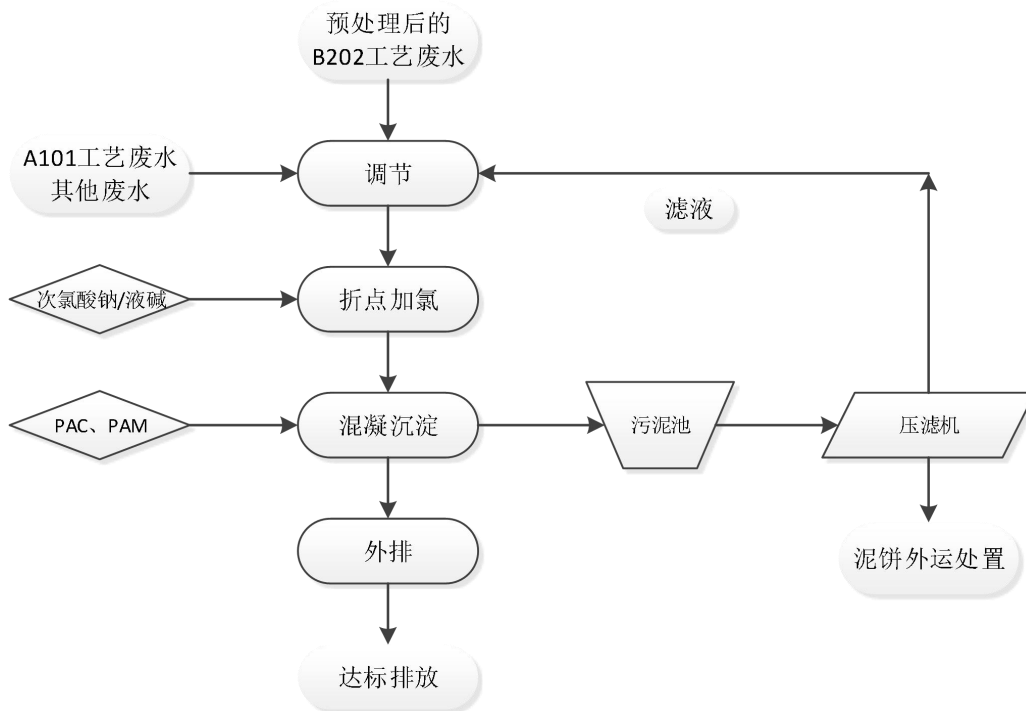 预处理后的
B202工艺废水
A101工艺废水
其他废水
调节
滤液
次氯酸钠/液碱
折点加氯
PAC、PAM
混凝沉淀
污泥池
压滤机
外排
泥饼外运处置
达标排放